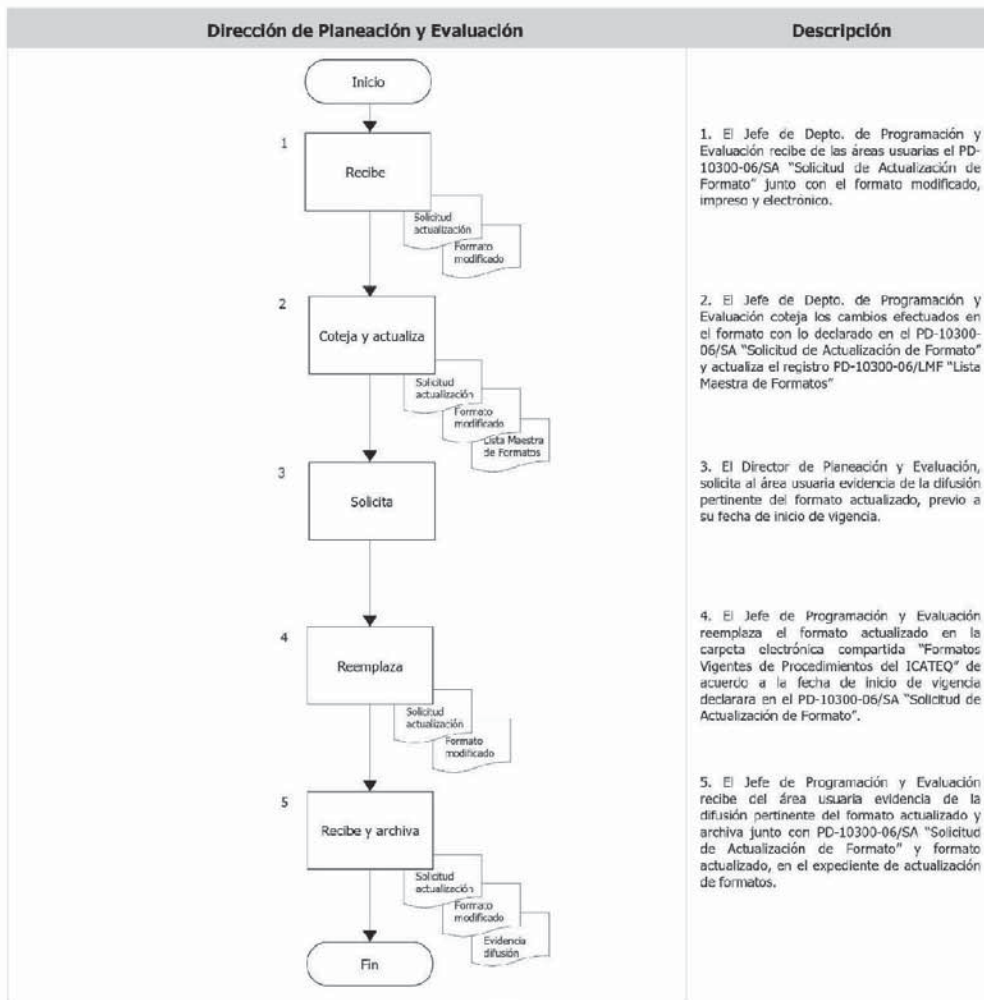 Dirección de Planeación y Evaluación
Descripción
Inicio
1
Recibe
Solicitud
actualización
Formato
modificado
1. El Jefe de Depto. de Programación y
Evaluación recibe de las áreas usuarias el PD-
10300-06/SA “Solicitud de Actualización de
Formato” junto con el formato modificado,
impreso y electrónico.
2
Coteja y actualiza
Solicitud
actualización
Formato
modificado
Lista Maestra
de Formatos
2. El Jefe de Depto. de Programación y
Evaluación coteja los cambios efectuados en
el formato con lo declarado en el PD-10300-
06/SA “Solicitud de Actualización de Formato”
y actualiza el registro PD-10300-06/LMF “Lista
Maestra de Formatos”
3
Solicita
3. El Director de Planeación y Evaluación,
solicita al área usuaria evidencia de la difusión
pertinente del formato actualizado, previo a
su fecha de inicio de vigencia.
4
Reemplaza
Solicitud
actualización
Formato
modificado
4. El Jefe de Programación y Evaluación
reemplaza el formato actualizado en la
carpeta electrónica compartida “Formatos
Vigentes de Procedimientos del ICATEQ” de
acuerdo a la fecha de inicio de vigencia
declarara en el PD-10300-06/SA “Solicitud de
Actualización de Formato”.
5
Recibe y archiva
Solicitud
actualización
Formato
modificado
Evidencia
difusión
5. El Jefe de Programación y Evaluación
recibe del área usuaria evidencia de la
difusión pertinente del formato actualizado y
archiva junto con PD-10300-06/SA “Solicitud
de Actualización de Formato” y formato
actualizado, en el expediente de actualización
de formatos.
Fin